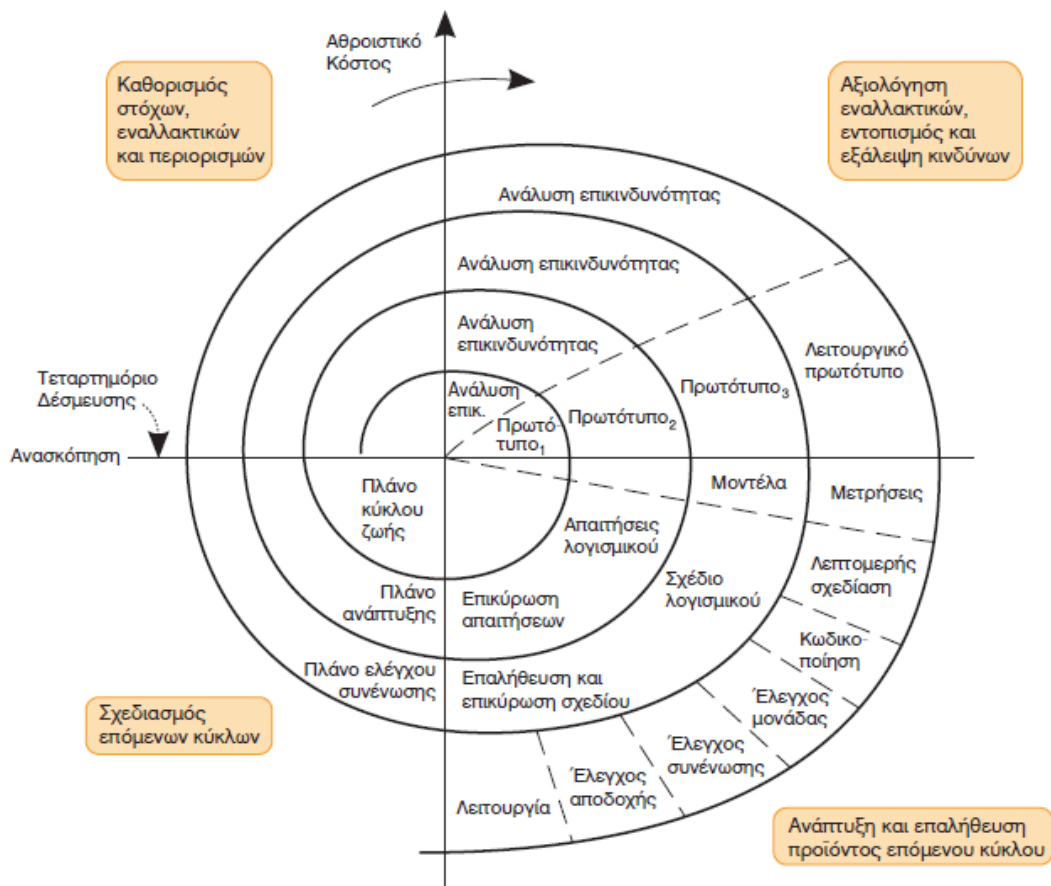 Αθροιστικό
Κόστος
Καθορισμός
στόχων,
εναλλακτικών
και περιορισμών
Αξιολόγηση
εναλλακτικών,
εντοπισμός και
εξάλειψη κινδύνων
Ανάλυση επικινδυνότητας
Ανάλυση επικινδυνότητας
Ανάλυση
επικινδυνότητας
Ανάλυση
επικ.
Πρωτό-
τυπο1
Πρωτότυπο2
Πρωτότυπο3
Λειτουργικό
πρωτότυπο
Τεταρτημόριο
Δέσμευσης
Ανασκόπηση
Πλάνο
κύκλου
ζωής
Απαιτήσεις
λογισμικού
Μοντέλα
Μετρήσεις
Πλάνο
ανάπτυξης
Επικύρωση
απαιτήσεων
Σχέδιο
λογισμικού
Λεπτομερής
σχεδίαση
Κωδικο-
ποίηση
Πλάνο ελέγχου
συνένωσης
Επαλήθευση και
επικύρωση σχεδίου
Έλεγχος
μονάδας
Έλεγχος
συνένωσης
Έλεγχος
αποδοχής
Λειτουργία
Σχεδιασμός
επόμενων κύκλων
Ανάπτυξη και επαλήθευση
προϊόντος επόμενου κύκλου